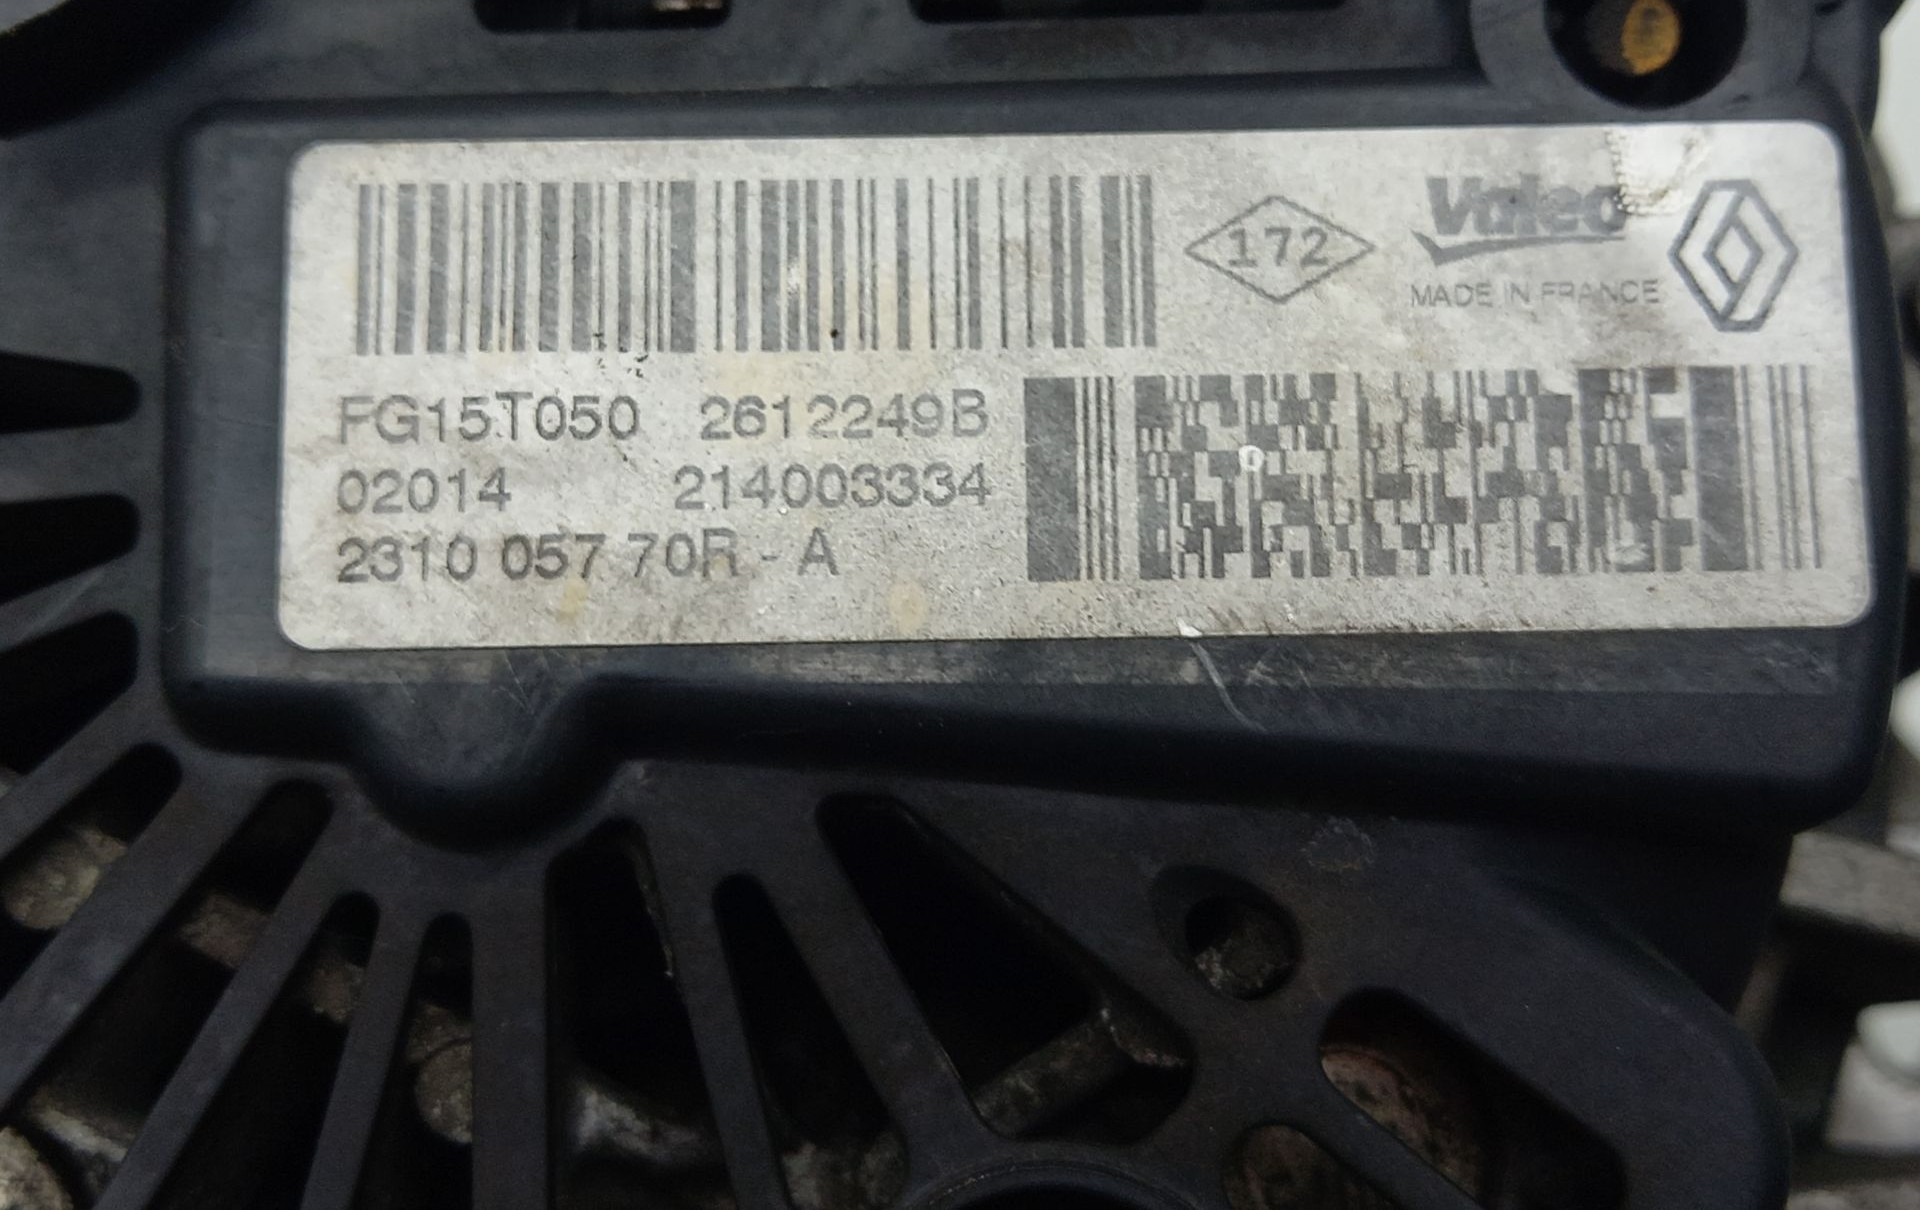 172
Valeo
MADE IN FRANCE
FG15T050 2612249B
02014 214003334
2310 057 70R - A